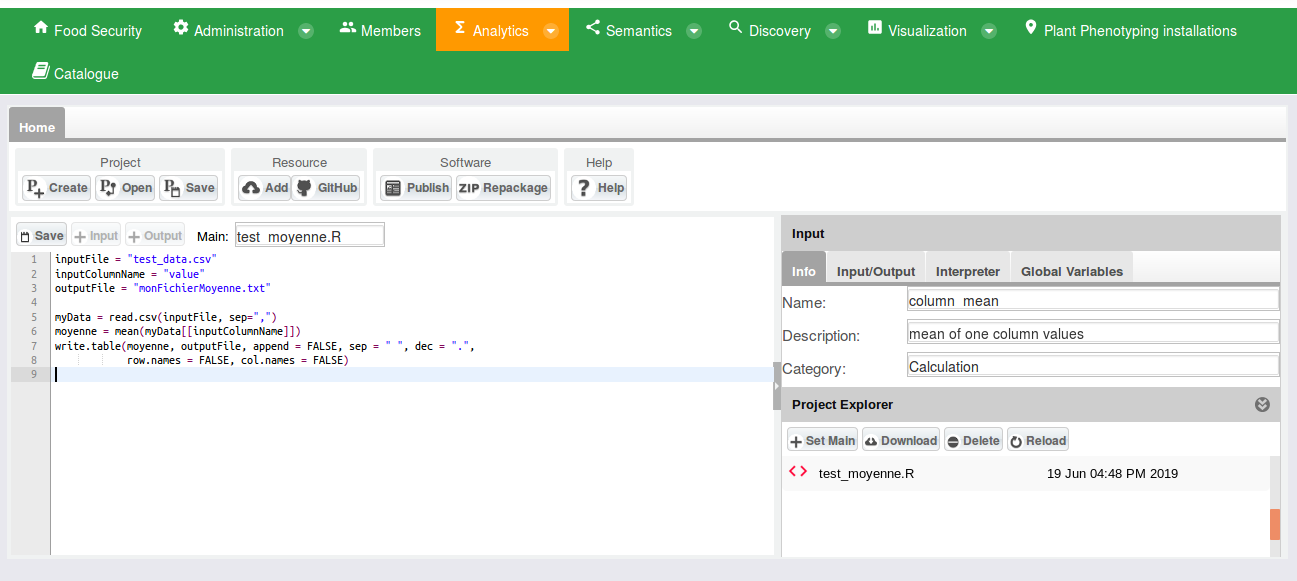 Food Security Administration Members Σ Analytics Semantics Discovery Visualization Plant Phenotyping installations
Catalogue
Home
Project Resource Software Help
Create Open Save Add GitHub Publish ZIP Repackage ? Help
Save + Input + Output Main: test_moyenne.R
1 inputFile = "test_data.csv"
2 inputColumnName = "value"
3 outputFile = "monFichierMoyenne.txt"
4
5 myData = read.csv(inputFile, sep=",")
6 moyenne = mean(myData[[inputColumnName]])
7 write.table(moyenne, outputFile, append = FALSE, sep = " ", dec = ".",
8 row.names = FALSE, col.names = FALSE)
9
Input
Info Input/Output Interpreter Global Variables
Name: column_mean
Description: mean of one column values
Category: Calculation
Project Explorer
Set Main Download Delete Reload
test_moyenne.R 19 Jun 04:48 PM 2019